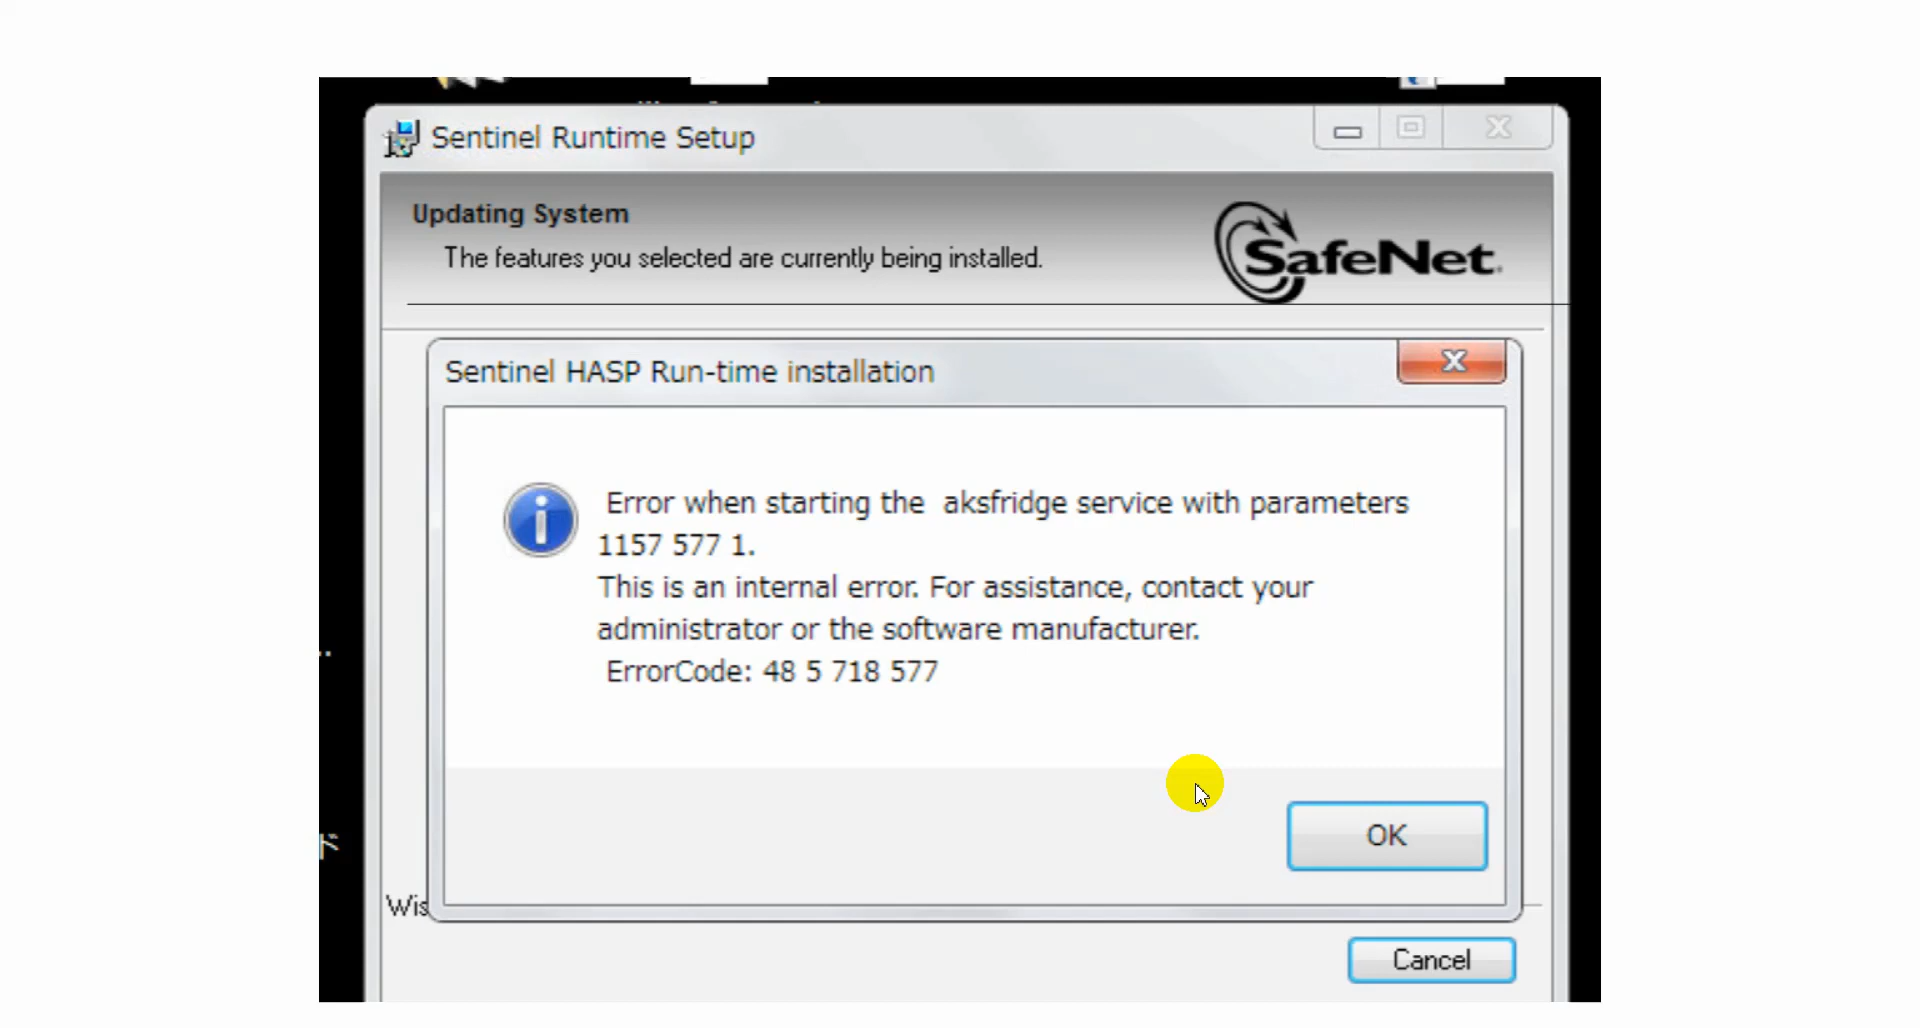 Sentinel Runtime Setup
Updating System
The features you selected are currently being installed.
SafeNet
Sentinel HASP Run-time installation
Error when starting the  aksfridge service with parameters
1157 577 1.
This is an internal error. For assistance, contact your
administrator or the software manufacturer.
ErrorCode: 48 5 718 577
OK
ド
Wis
Cancel